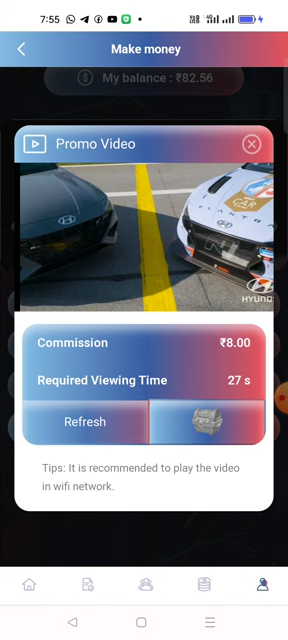 7:55
Make money
My balance : ₹82.56
Promo Video
HYUND
Commission ₹8.00
Required Viewing Time 27 s
Refresh
Tips: It is recommended to play the video
in wifi network.